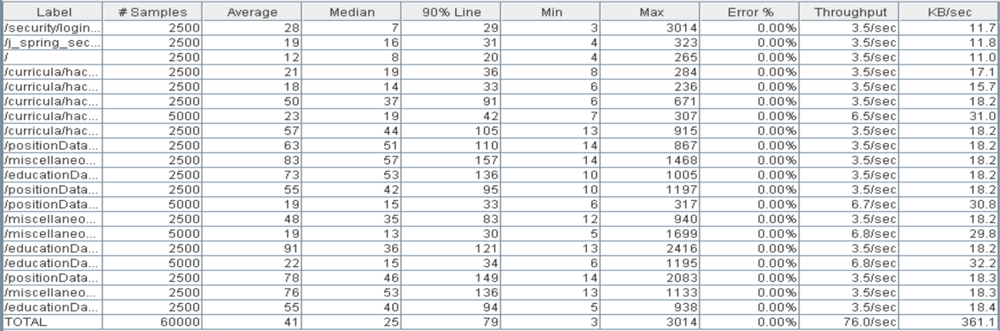 Label # Samples Average Median 90% Line Min Max Error % Throughput KB/sec
/security/login... 2500 28 7 29 3 3014 0.00% 3.5/sec 11.7
/j_spring_sec... 2500 19 16 31 4 323 0.00% 3.5/sec 11.8
/ 2500 12 8 20 4 265 0.00% 3.5/sec 11.0
/curricula/hac... 2500 21 19 36 8 284 0.00% 3.5/sec 17.1
/curricula/hac... 2500 18 14 33 6 236 0.00% 3.5/sec 15.7
/curricula/hac... 2500 50 37 91 6 671 0.00% 3.5/sec 18.2
/curricula/hac... 5000 23 19 42 7 307 0.00% 6.5/sec 31.0
/curricula/hac... 2500 57 44 105 13 915 0.00% 3.5/sec 18.2
/positionData... 2500 63 51 110 14 867 0.00% 3.5/sec 18.2
/miscellaneo... 2500 83 57 157 14 1468 0.00% 3.5/sec 18.2
/educationDa... 2500 73 53 136 10 1005 0.00% 3.5/sec 18.2
/positionData... 2500 55 42 95 10 1197 0.00% 3.5/sec 18.2
/positionData... 5000 19 15 33 6 317 0.00% 6.7/sec 30.8
/miscellaneo... 2500 48 35 83 12 940 0.00% 3.5/sec 18.2
/miscellaneo... 5000 19 13 30 5 1699 0.00% 6.8/sec 29.8
/educationDa... 2500 91 36 121 13 2416 0.00% 3.5/sec 18.2
/educationDa... 5000 22 15 34 6 1195 0.00% 6.8/sec 32.2
/positionData... 2500 78 46 149 14 2083 0.00% 3.5/sec 18.3
/miscellaneo... 2500 76 53 136 13 1133 0.00% 3.5/sec 18.3
/educationDa... 2500 55 40 94 5 938 0.00% 3.5/sec 18.4
TOTAL 60000 41 25 79 3 3014 0.00% 76.0/sec 361.1